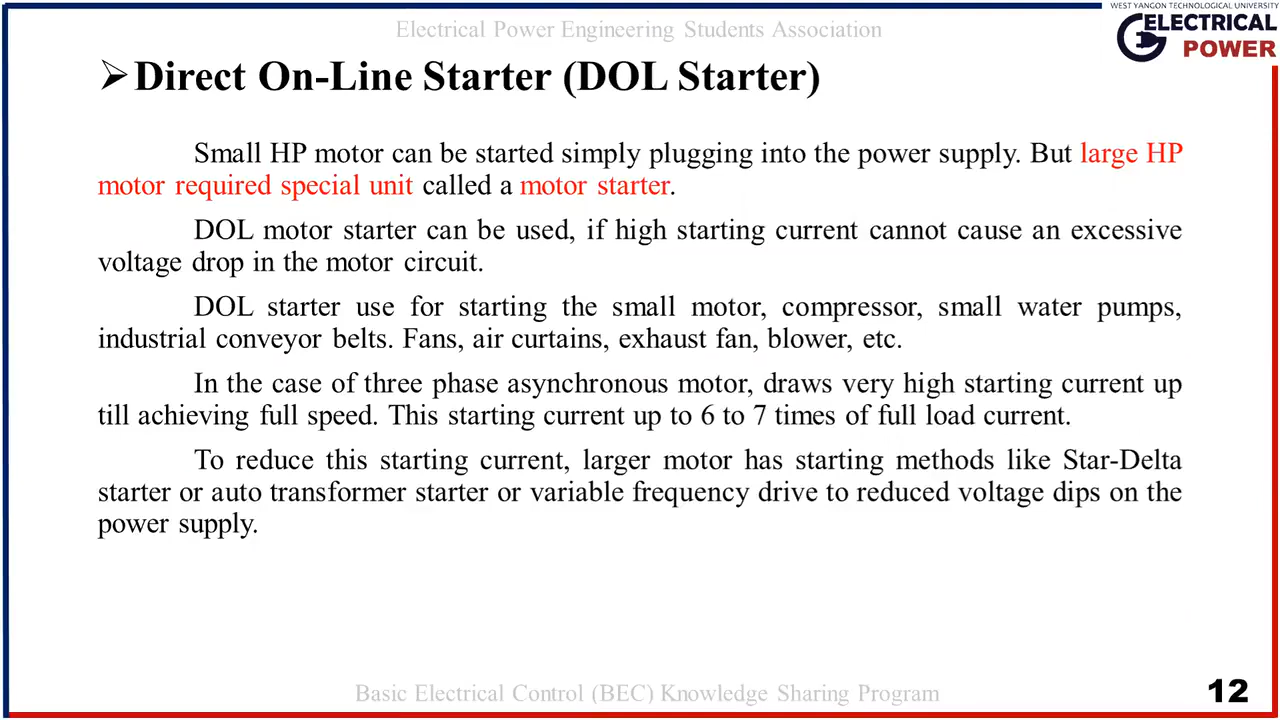 WEST YANGON TECHNOLOGICAL UNIVERSITY
ELECTRICAL
POWER
Electrical Power Engineering Students Association
➢Direct On-Line Starter (DOL Starter)
Small HP motor can be started simply plugging into the power supply. But large HP
motor required special unit called a motor starter.
DOL motor starter can be used, if high starting current cannot cause an excessive
voltage drop in the motor circuit.
DOL starter use for starting the small motor, compressor, small water pumps,
industrial conveyor belts. Fans, air curtains, exhaust fan, blower, etc.
In the case of three phase asynchronous motor, draws very high starting current up
till achieving full speed. This starting current up to 6 to 7 times of full load current.
To reduce this starting current, larger motor has starting methods like Star-Delta
starter or auto transformer starter or variable frequency drive to reduced voltage dips on the
power supply.
Basic Electrical Control (BEC) Knowledge Sharing Program
12